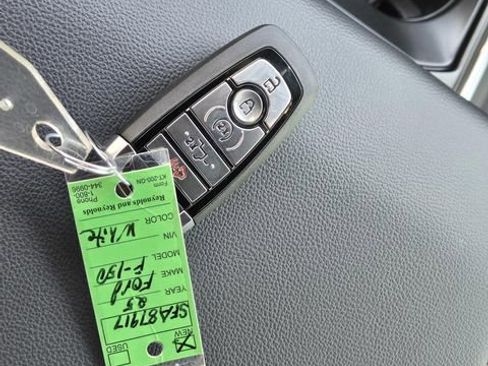 NEW USED
SFA87917
YEAR 25
MAKE Ford
MODEL F-150
VIN
COLOR White
Reynolds and Reynolds
Form Phone
KT-200-GN 1-800-
344-0996